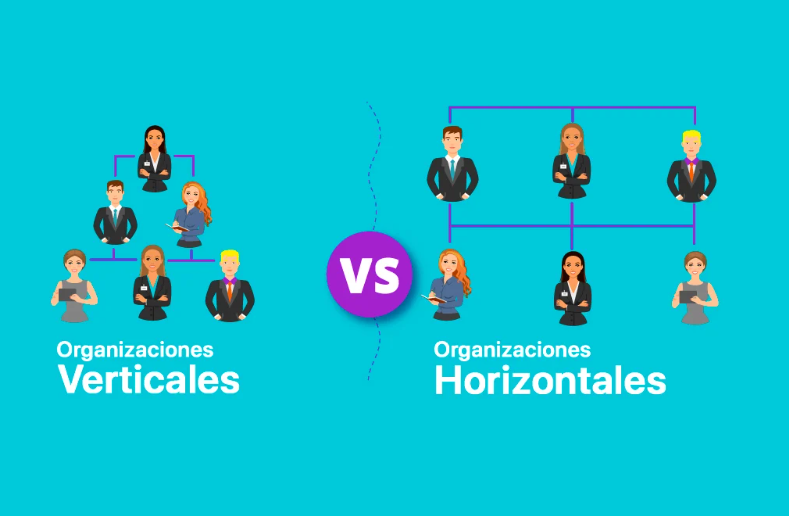 Organizaciones
Verticales
VS
Organizaciones
Horizontales